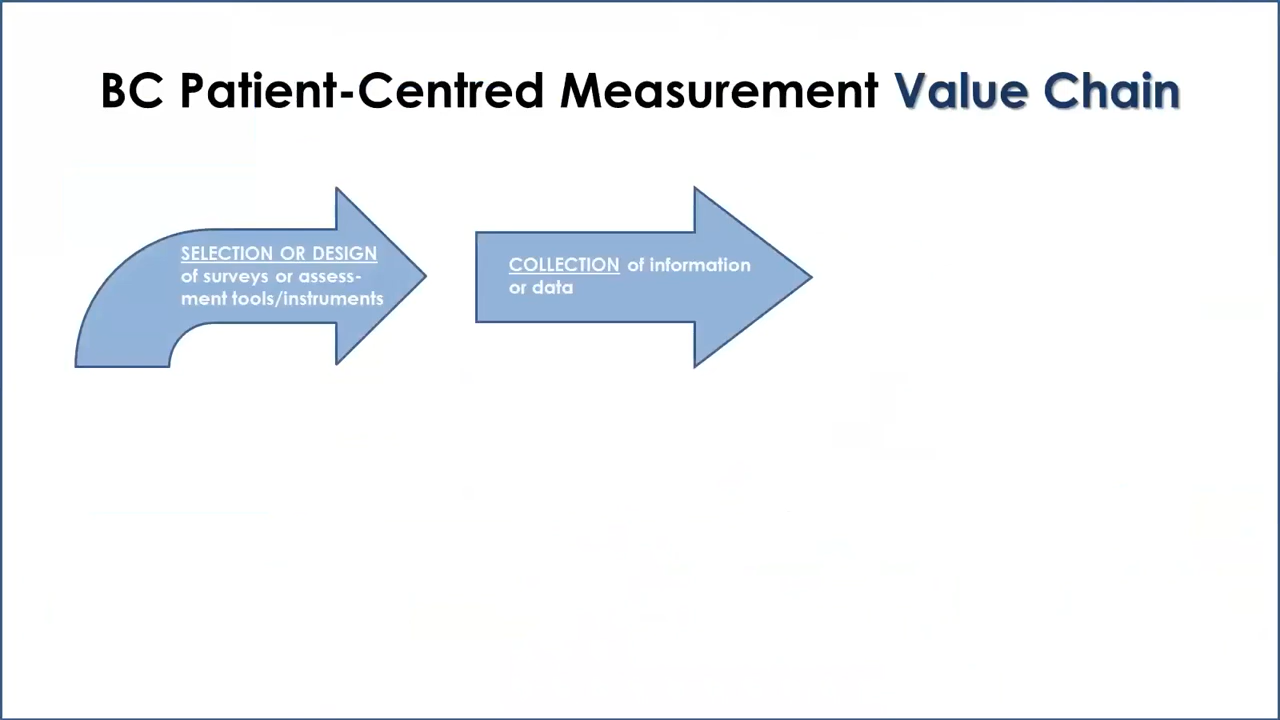 BC Patient-Centred Measurement Value Chain
SELECTION OR DESIGN
of surveys or assess-
ment tools/instruments
COLLECTION of information
or data